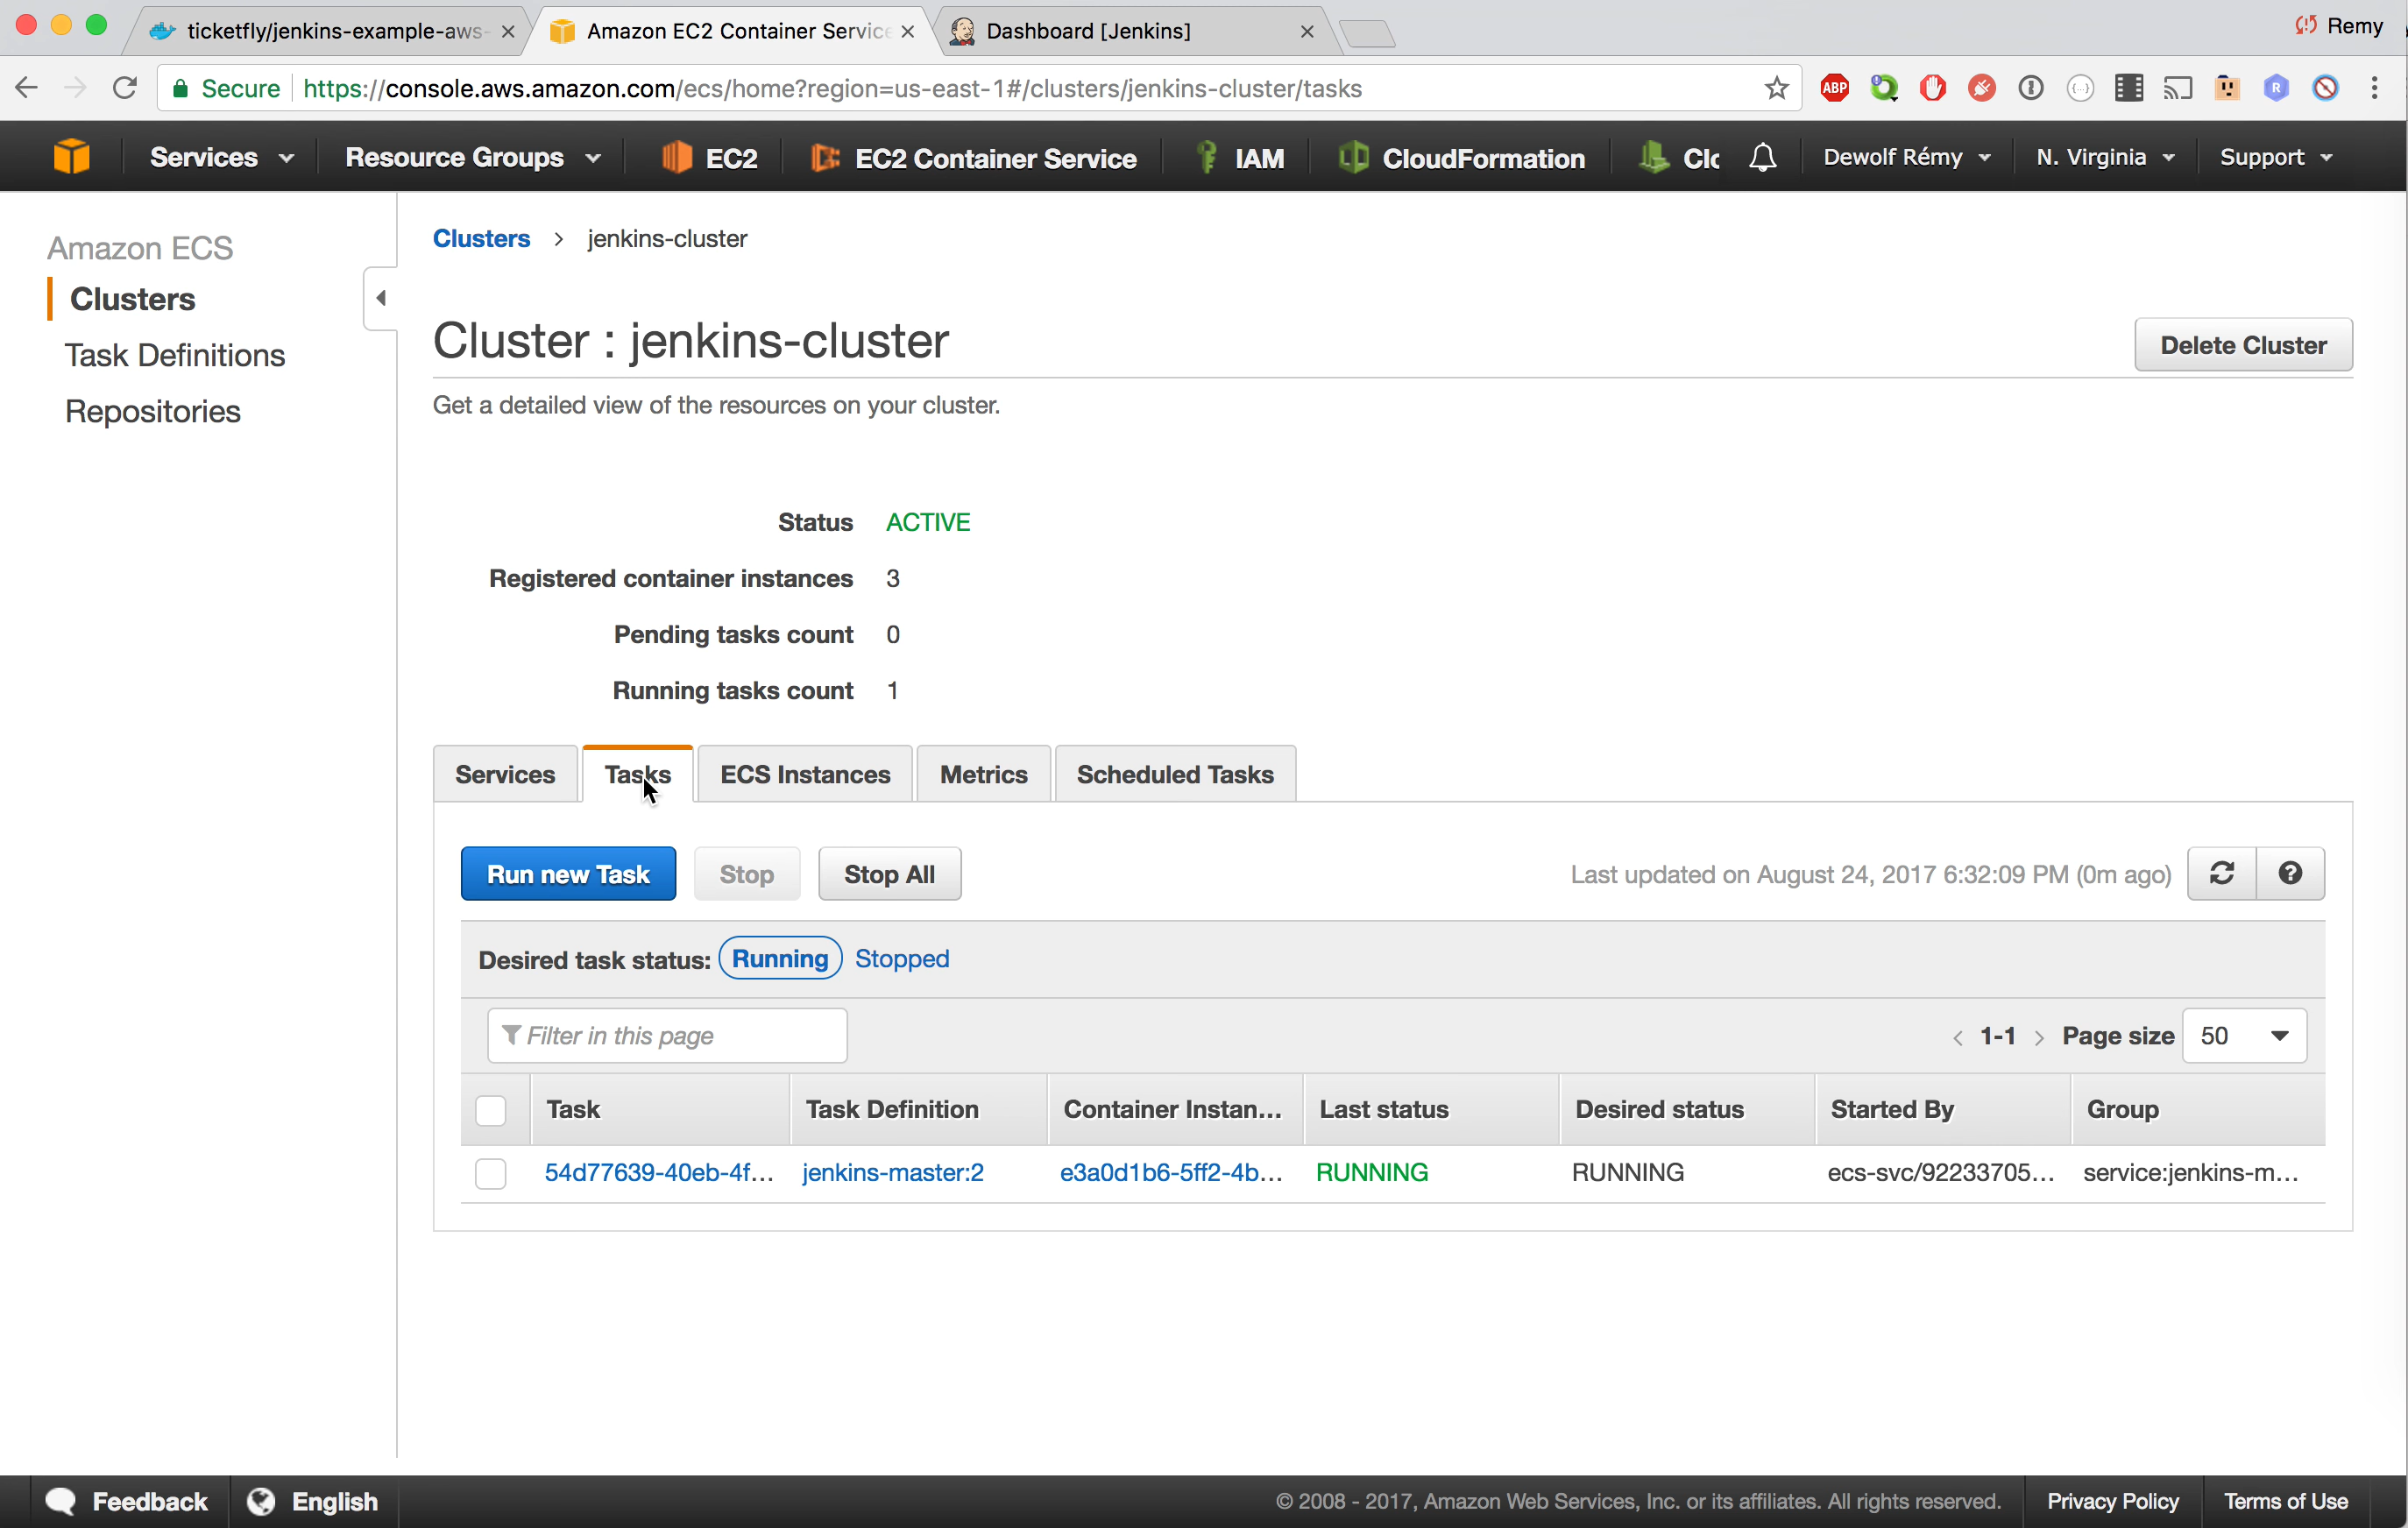 ticketfly/jenkins-example-aws-
Amazon EC2 Container Service
Dashboard [Jenkins]
Remy
Secure
https://console.aws.amazon.com/ecs/home?region=us-east-1#/clusters/jenkins-cluster/tasks
ABP
Services
Resource Groups
EC2
EC2 Container Service
IAM
CloudFormation
Clc
Dewolf Rémy
N. Virginia
Support
Amazon ECS
Clusters
Task Definitions
Repositories
Clusters > jenkins-cluster
Cluster : jenkins-cluster
Delete Cluster
Get a detailed view of the resources on your cluster.
Status ACTIVE
Registered container instances 3
Pending tasks count 0
Running tasks count 1
Services
Tasks
ECS Instances
Metrics
Scheduled Tasks
Run new Task
Stop
Stop All
Last updated on August 24, 2017 6:32:09 PM (0m ago)
Desired task status: Running Stopped
Filter in this page
< 1-1 > Page size 50
Task
Task Definition
Container Instan...
Last status
Desired status
Started By
Group
54d77639-40eb-4f...
jenkins-master:2
e3a0d1b6-5ff2-4b...
RUNNING
RUNNING
ecs-svc/92233705...
service:jenkins-m...
Feedback
English
© 2008 - 2017, Amazon Web Services, Inc. or its affiliates. All rights reserved.
Privacy Policy
Terms of Use